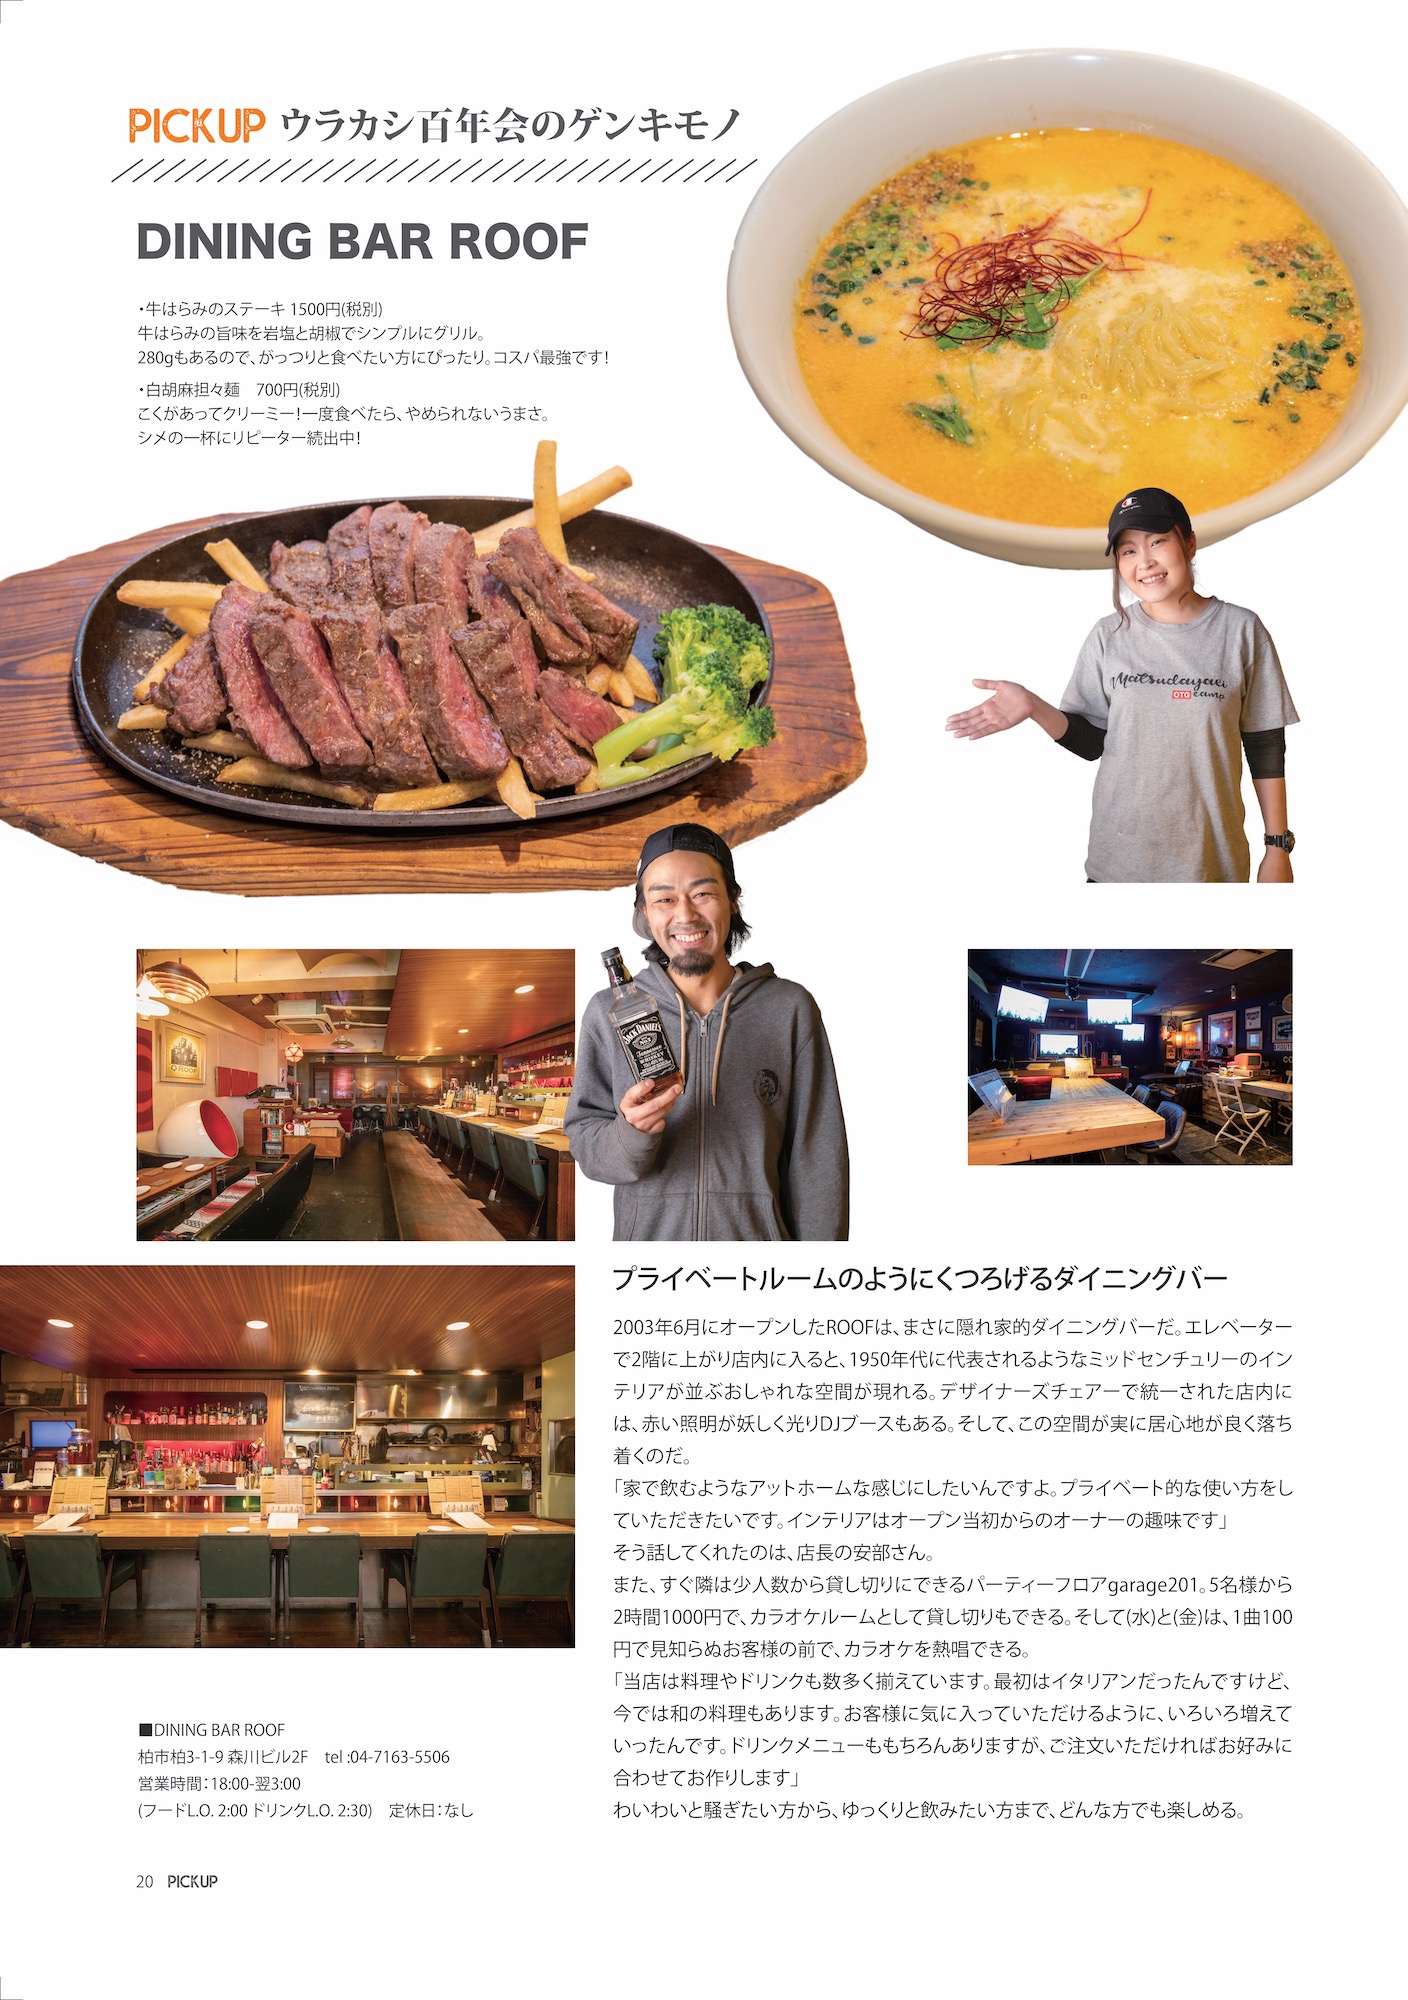 PICKUP ウラカシ百年会のゲンキモノ
DINING BAR ROOF
・牛はらみのステーキ 1500円(税別)
牛はらみの旨味を岩塩と胡椒でシンプルにグリル。
280gもあるので、がっつりと食べたい方にぴったり。コスパ最強です!
・白胡麻担々麺　700円(税別)
こくがあってクリーミー!一度食べたら、やめられないうまさ。
シメの一杯にリピーター続出中!
Champion
Matsudayaei
OTG camp
JACK DANIEL'S
Tennessee
WHISKEY
ROOF
プライベートルームのようにくつろげるダイニングバー
2003年6月にオープンしたROOFは、まさに隠れ家的ダイニングバーだ。エレベーター
で2階に上がり店内に入ると、1950年代に代表されるようなミッドセンチュリーのイン
テリアが並ぶおしゃれな空間が現れる。デザイナーズチェアーで統一された店内に
は、赤い照明が妖しく光りDJブースもある。そして、この空間が実に居心地が良く落ち
着くのだ。
「家で飲むようなアットホームな感じにしたいんですよ。プライベート的な使い方をし
ていただきたいです。インテリアはオープン当初からのオーナーの趣味です」
そう話してくれたのは、店長の安部さん。
また、すぐ隣は少人数から貸し切りにできるパーティーフロアgarage201。5名様から
2時間1000円で、カラオケルームとして貸し切りもできる。そして(水)と(金)は、1曲100
円で見知らぬお客様の前で、カラオケを熱唱できる。
「当店は料理やドリンクも数多く揃えています。最初はイタリアンだったんですけど、
今では和の料理もあります。お客様に気に入っていただけるように、いろいろ増えて
いったんです。ドリンクメニューももちろんありますが、ご注文いただければお好みに
合わせてお作りします」
わいわいと騒ぎたい方から、ゆっくりと飲みたい方まで、どんな方でも楽しめる。
■DINING BAR ROOF
柏市柏3-1-9 森川ビル2F　tel :04-7163-5506
営業時間：18:00-翌3:00
(フードL.O. 2:00 ドリンクL.O. 2:30)　定休日：なし
20 PICKUP